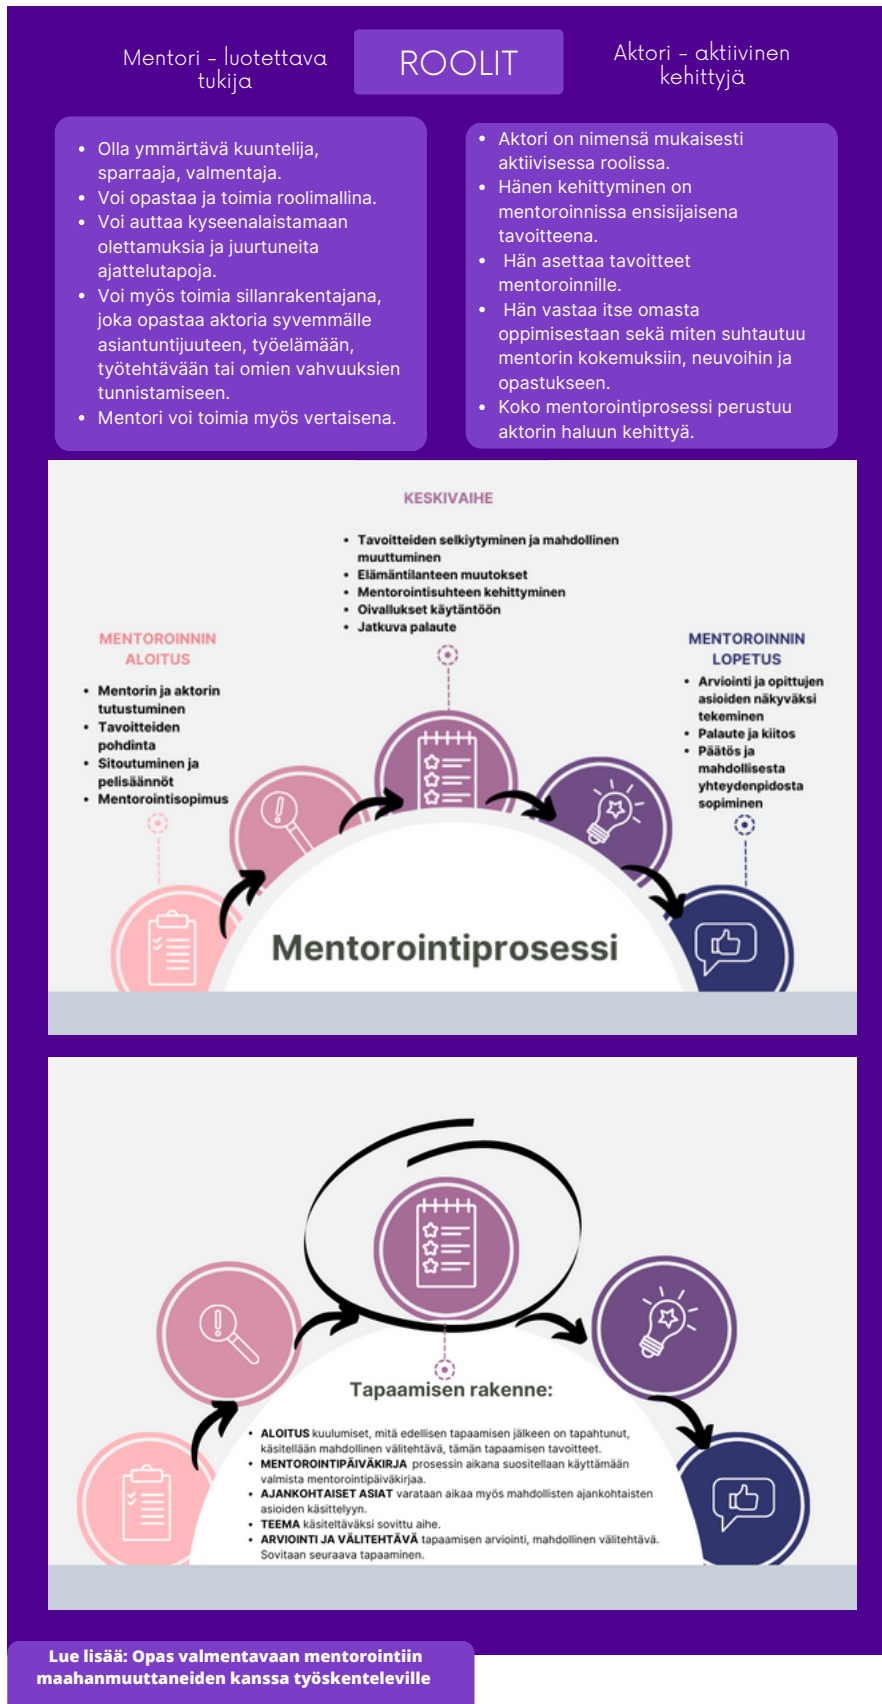 Mentori - luotettava
tukija
ROOLIT
Aktori - aktiivinen
kehittyjä
• Olla ymmärtävä kuuntelija,
sparraaja, valmentaja.
• Voi opastaa ja toimia roolimallina.
• Voi auttaa kyseenalaistamaan
olettamuksia ja juurtuneita
ajattelutapoja.
• Voi myös toimia sillanrakentajana,
joka opastaa aktoria syvemmälle
asiantuntijuuteen, työelämään,
työtehtävään tai omien vahvuuksien
tunnistamiseen.
• Mentori voi toimia myös vertaisena.
• Aktori on nimensä mukaisesti
aktiivisessa roolissa.
• Hänen kehittyminen on
mentoroinnissa ensisijaisena
tavoitteena.
• Hän asettaa tavoitteet
mentoroinnille.
• Hän vastaa itse omasta
oppimisestaan sekä miten suhtautuu
mentorin kokemuksiin, neuvoihin ja
opastukseen.
• Koko mentorointiprosessi perustuu
aktorin haluun kehittyä.
KESKIVAIHE
• Tavoitteiden selkiytyminen ja mahdollinen
muuttuminen
• Elämäntilanteen muutokset
• Mentorointisuhteen kehittyminen
• Oivallukset käytäntöön
• Jatkuva palaute
MENTOROINNIN
ALOITUS
• Mentorin ja aktorin
tutustuminen
• Tavoitteiden
pohdinta
• Sitoutuminen ja
pelisäännöt
• Mentorointisopimus
MENTOROINNIN
LOPETUS
• Arviointi ja opittujen
asioiden näkyväksi
tekeminen
• Palaute ja kiitos
• Päätös ja
mahdollisesta
yhteydenpidosta
sopiminen
Mentorointiprosessi
Tapaamisen rakenne:
• ALOITUS kuulumiset, mitä edellisen tapaamisen jälkeen on tapahtunut,
käsitellään mahdollinen välitehtävä, tämän tapaamisen tavoitteet.
• MENTOROINTIPÄIVÄKIRJA prosessin aikana suositellaan käyttämään
valmista mentorointipäiväkirjaa.
• AJANKOHTAISET ASIAT varataan aikaa myös mahdollisten ajankohtaisten
asioiden käsittelyyn.
• TEEMA käsiteltäväksi sovittu aihe.
• ARVIOINTI JA VÄLITEHTÄVÄ tapaamisen arviointi, mahdollinen välitehtävä.
Sovitaan seuraava tapaaminen.
Lue lisää: Opas valmentavaan mentorointiin
maahanmuuttaneiden kanssa työskenteleville